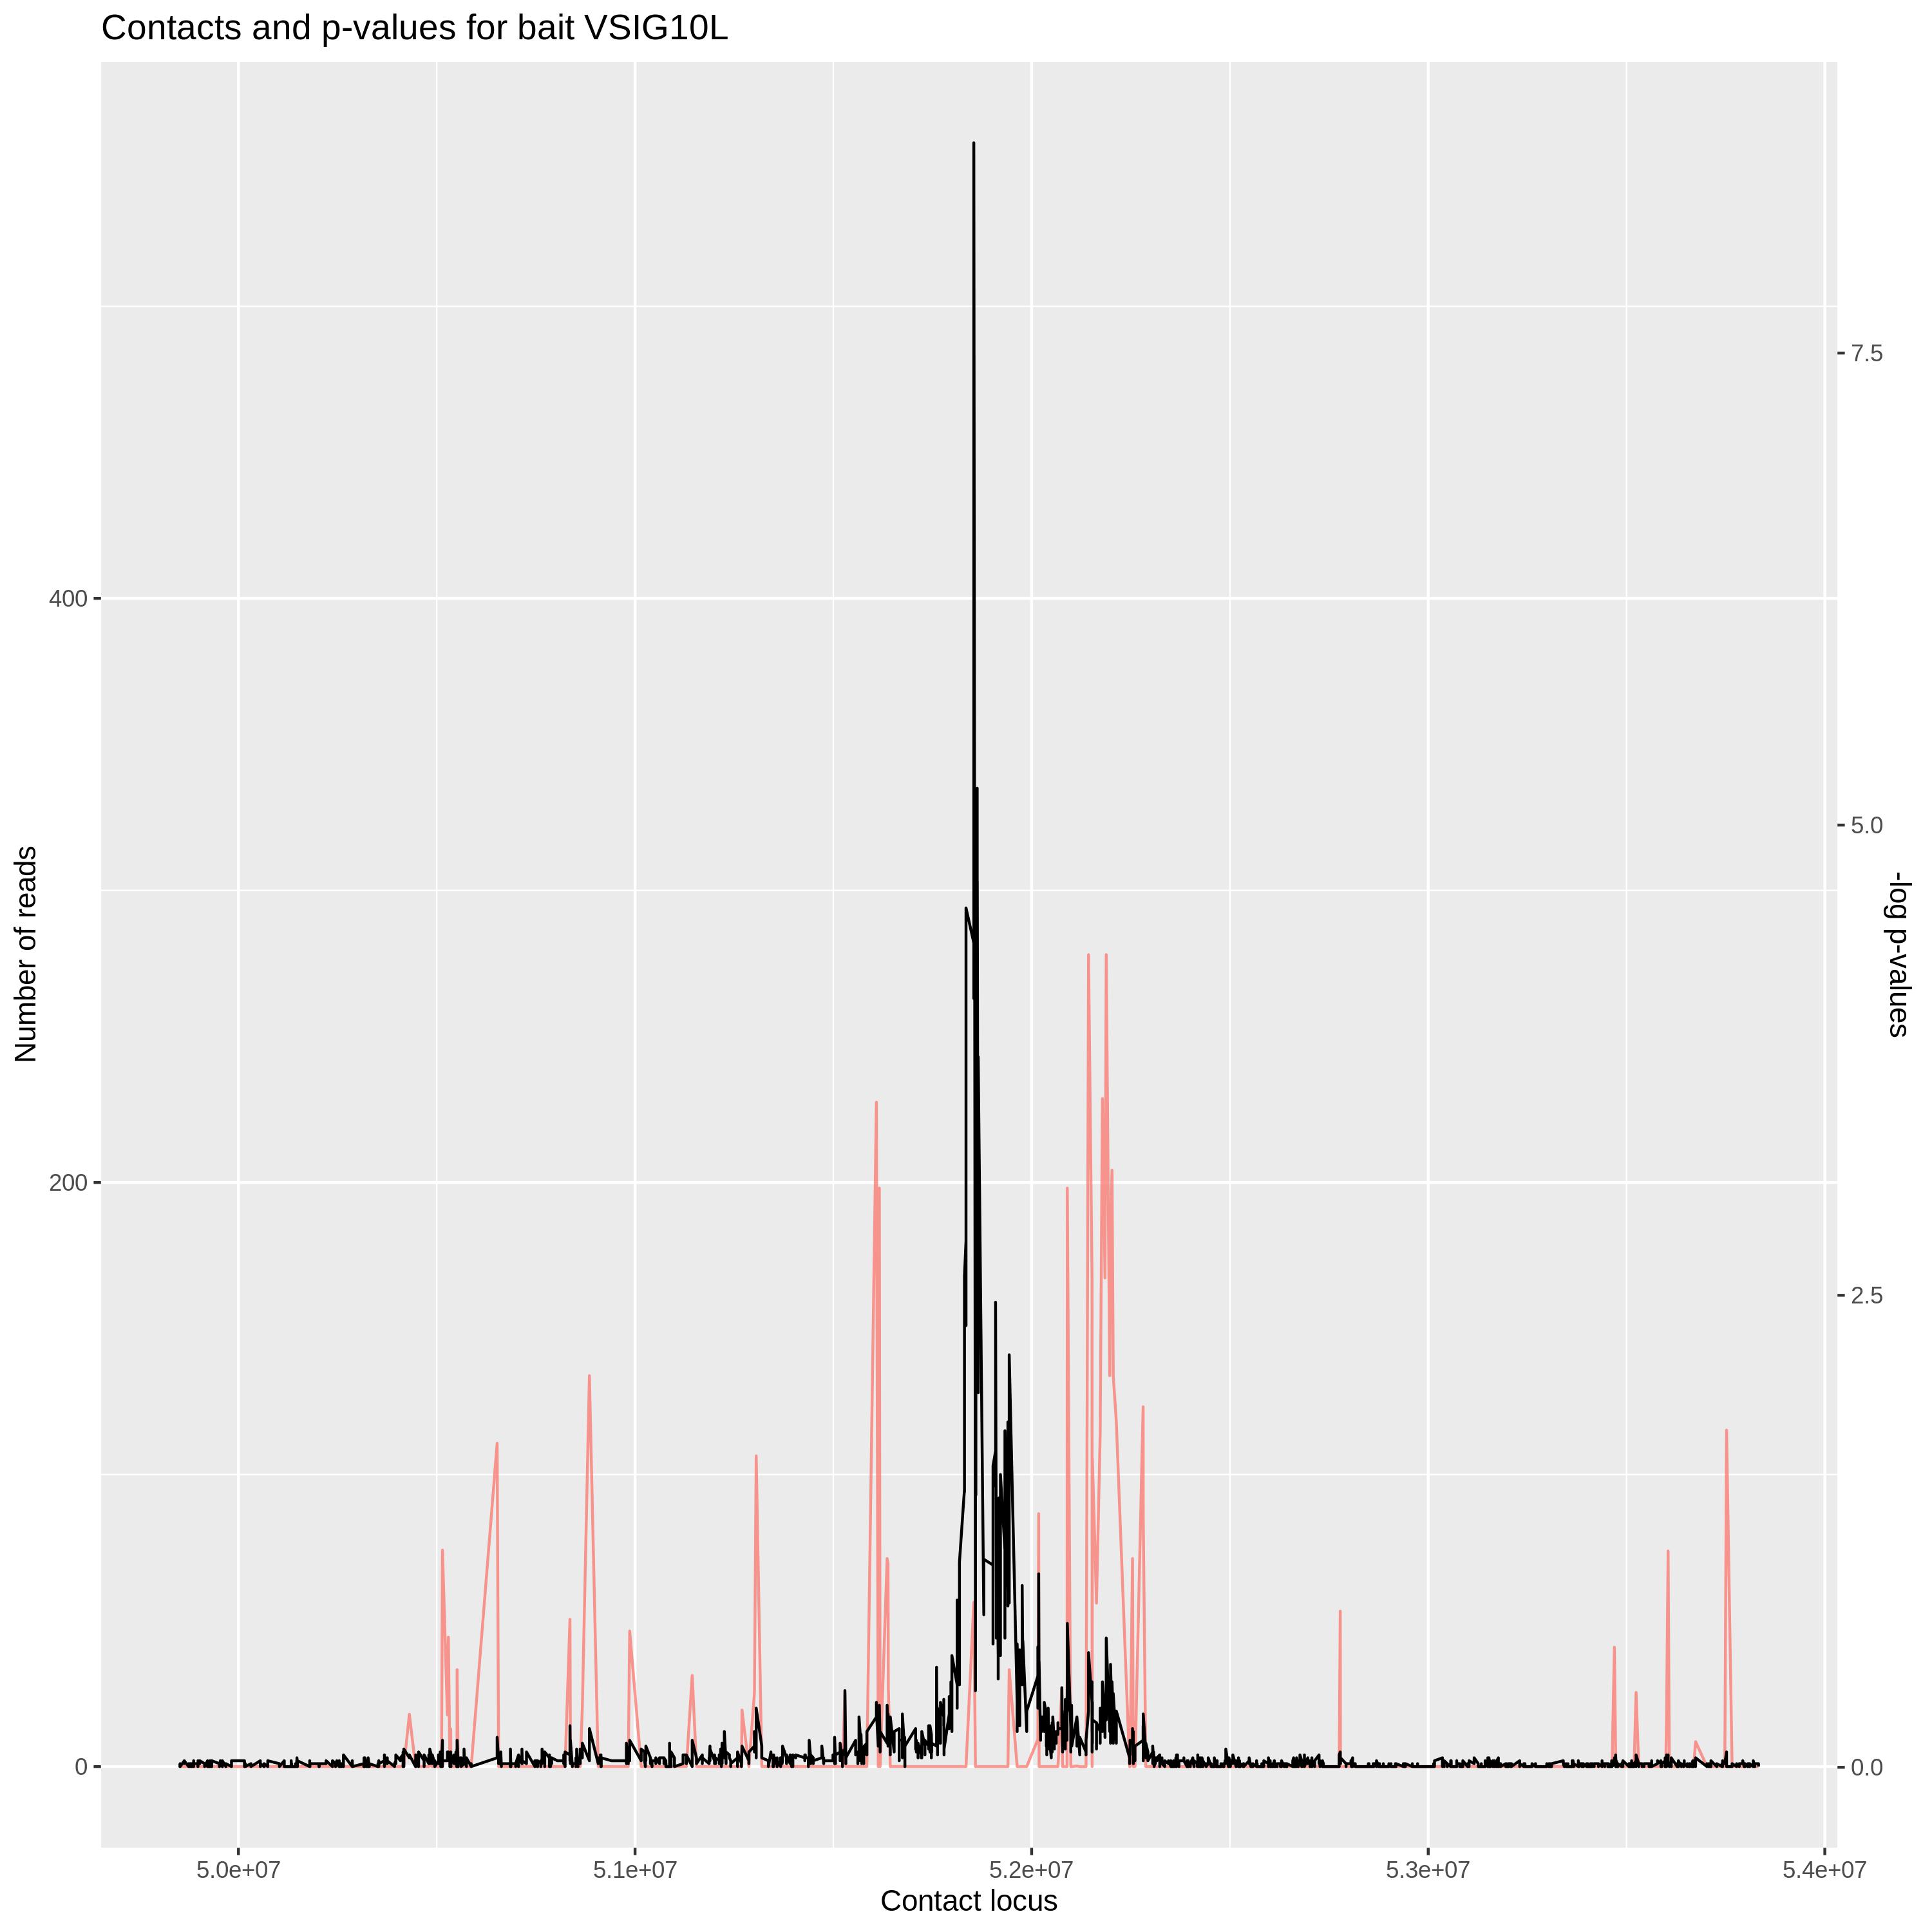 Contacts and p-values for bait VSIG10L
Number of reads
400
200
0
7.5
5.0
2.5
0.0
-log p-values
5.0e+07 5.1e+07 5.2e+07 5.3e+07 5.4e+07
Contact locus